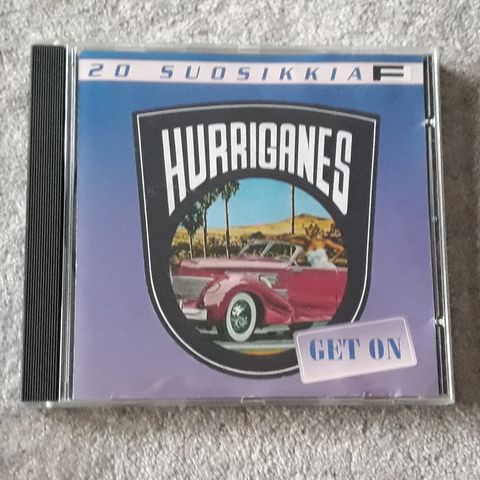 20 SUOSIKKIA F
HURRIGANES
GET ON